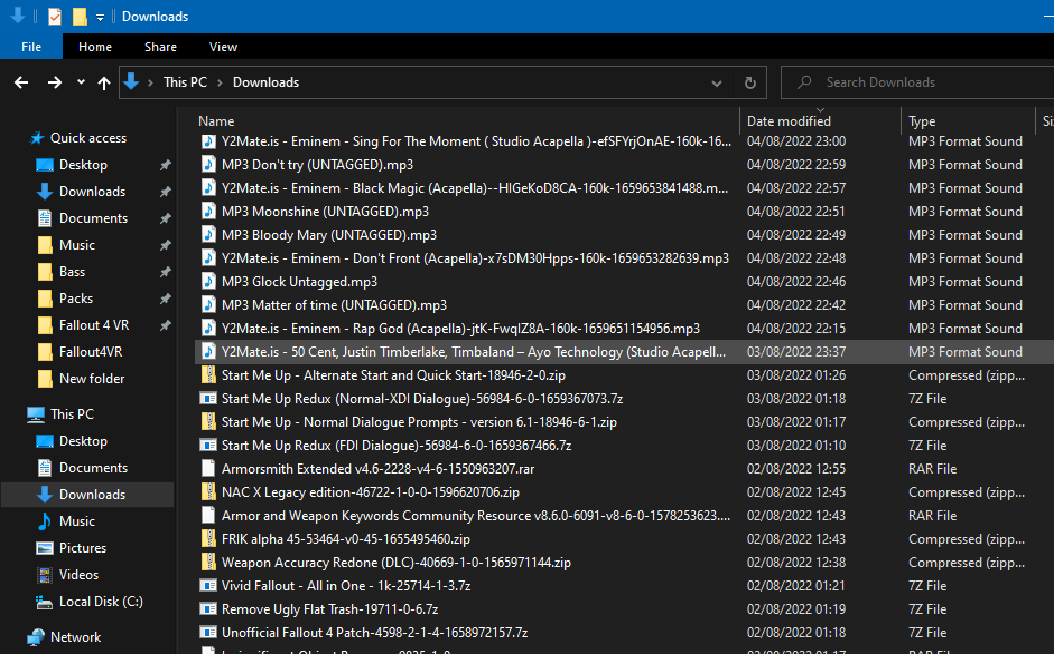 Downloads
File Home Share View
This PC Downloads Search Downloads
Name Date modified Type
Quick access
Desktop
Downloads
Documents
Music
Bass
Packs
Fallout 4 VR
Fallout4VR
New folder
This PC
Desktop
Documents
Downloads
Music
Pictures
Videos
Local Disk (C:)
Network
Y2Mate.is - Eminem - Sing For The Moment ( Studio Acapella )-efSFYrjOnAE-160k-16... 04/08/2022 23:00 MP3 Format Sound
MP3 Don't try (UNTAGGED).mp3 04/08/2022 22:59 MP3 Format Sound
Y2Mate.is - Eminem - Black Magic (Acapella)--HIGeKoD8CA-160k-1659653841488.m... 04/08/2022 22:57 MP3 Format Sound
MP3 Moonshine (UNTAGGED).mp3 04/08/2022 22:51 MP3 Format Sound
MP3 Bloody Mary (UNTAGGED).mp3 04/08/2022 22:49 MP3 Format Sound
Y2Mate.is - Eminem - Don't Front (Acapella)-x7sDM30Hpps-160k-1659653282639.mp3 04/08/2022 22:48 MP3 Format Sound
MP3 Glock Untagged.mp3 04/08/2022 22:46 MP3 Format Sound
MP3 Matter of time (UNTAGGED).mp3 04/08/2022 22:42 MP3 Format Sound
Y2Mate.is - Eminem - Rap God (Acapella)-jtK-FwqIZ8A-160k-1659651154956.mp3 04/08/2022 22:15 MP3 Format Sound
Y2Mate.is - 50 Cent, Justin Timberlake, Timbaland – Ayo Technology (Studio Acapell... 03/08/2022 23:37 MP3 Format Sound
Start Me Up - Alternate Start and Quick Start-18946-2-0.zip 03/08/2022 01:26 Compressed (zipp...
Start Me Up Redux (Normal-XDI Dialogue)-56984-6-0-1659367073.7z 03/08/2022 01:18 7Z File
Start Me Up - Normal Dialogue Prompts - version 6.1-18946-6-1.zip 03/08/2022 01:17 Compressed (zipp...
Start Me Up Redux (FDI Dialogue)-56984-6-0-1659367466.7z 03/08/2022 01:10 7Z File
Armorsmith Extended v4.6-2228-v4-6-1550963207.rar 02/08/2022 12:55 RAR File
NAC X Legacy edition-46722-1-0-0-1596620706.zip 02/08/2022 12:45 Compressed (zipp...
Armor and Weapon Keywords Community Resource v8.6.0-6091-v8-6-0-1578253623.... 02/08/2022 12:43 RAR File
FRIK alpha 45-53464-v0-45-1655495460.zip 02/08/2022 12:43 Compressed (zipp...
Weapon Accuracy Redone (DLC)-40669-1-0-1565971144.zip 02/08/2022 12:38 Compressed (zipp...
Vivid Fallout - All in One - 1k-25714-1-3.7z 02/08/2022 01:21 7Z File
Remove Ugly Flat Trash-19711-0-6.7z 02/08/2022 01:19 7Z File
Unofficial Fallout 4 Patch-4598-2-1-4-1658972157.7z 02/08/2022 01:18 7Z File